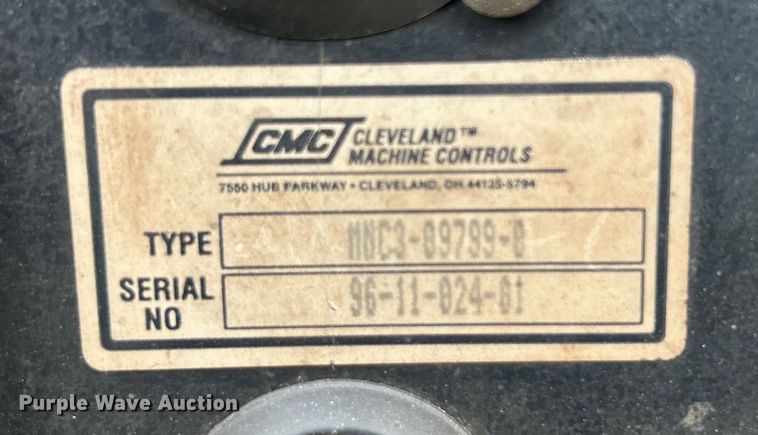 CMC
CLEVELAND™
MACHINE CONTROLS
7550 HUB PARKWAY • CLEVELAND, OH 44125-5794
TYPE MNC3-09799-0
SERIAL NO 96-11-024-01
Purple Wave Auction